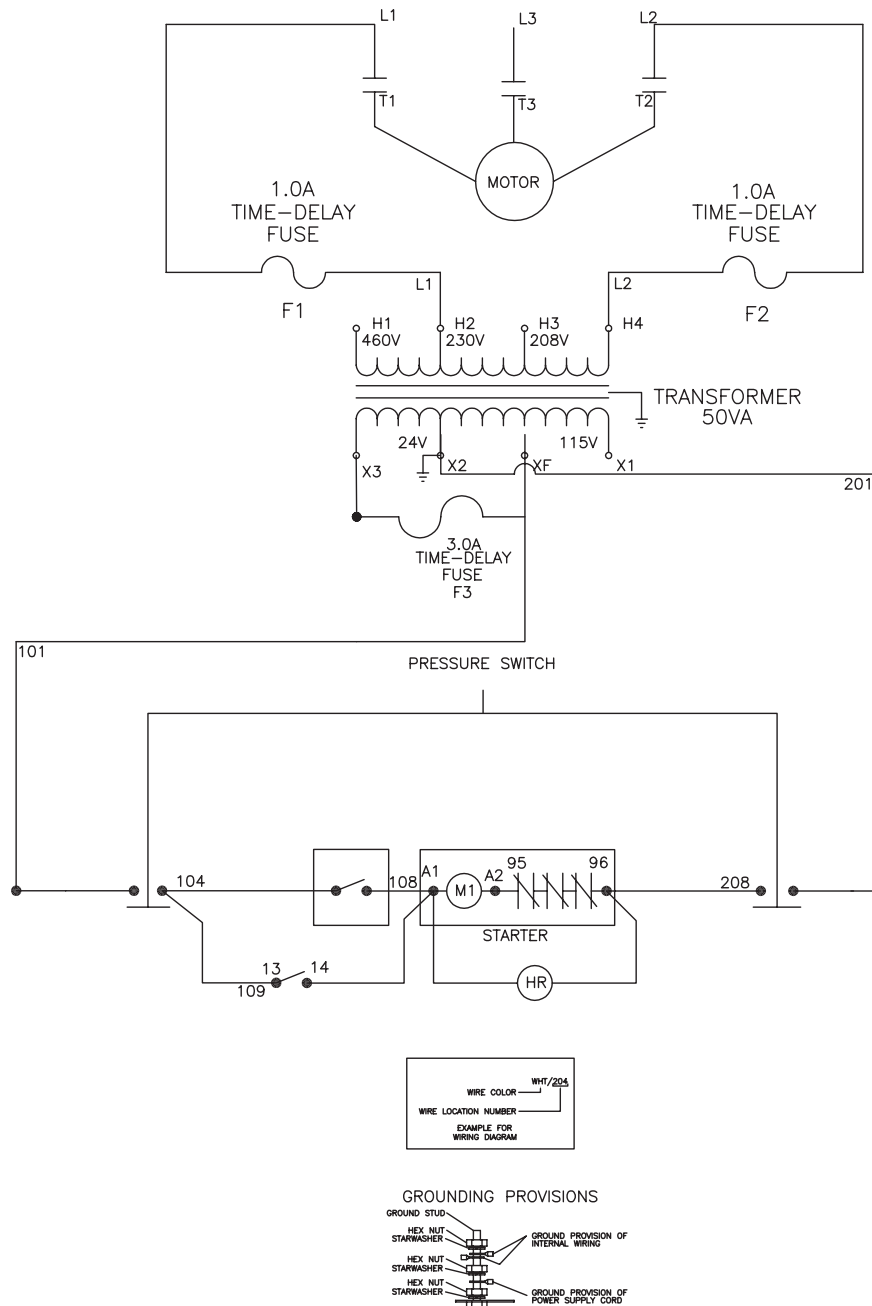 L1
L3
L2
T1
T3
T2
MOTOR
1.0A
TIME-DELAY
FUSE
1.0A
TIME-DELAY
FUSE
L1
L2
F1
F2
H1
460V
H2
230V
H3
208V
H4
TRANSFORMER
50VA
24V
115V
X3
X2
XF
X1
201
3.0A
TIME-DELAY
FUSE
F3
101
PRESSURE SWITCH
104
108
A1
M1
A2
95
96
208
STARTER
13
14
109
HR
WHT/204
WIRE COLOR
WIRE LOCATION NUMBER
EXAMPLE FOR
WIRING DIAGRAM
GROUNDING PROVISIONS
GROUND STUD
HEX NUT
STARWASHER
GROUND PROVISION OF
INTERNAL WIRING
HEX NUT
STARWASHER
HEX NUT
STARWASHER
GROUND PROVISION OF
POWER SUPPLY CORD